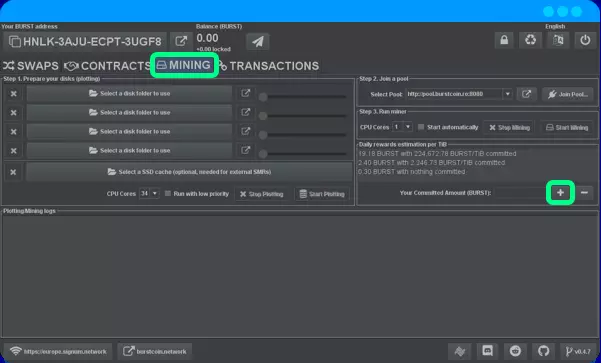 Your BURST address
HNLK-3AJU-ECPT-3UGF8
Balance (BURST)
0.00
+0.00 locked
English
SWAPS
CONTRACTS
MINING
TRANSACTIONS
Step 1. Prepare your disks (plotting)
Select a disk folder to use
Select a disk folder to use
Select a disk folder to use
Select a disk folder to use
Select a SSD cache (optional, needed for external SMRs)
CPU Cores 34 Run with low priority Stop Plotting Start Plotting
Step 2. Join a pool
Select Pool: http://pool.burstcoin.ro:8080 Join Pool...
Step 3. Run miner
CPU Cores 1 Start automatically Stop Mining Start Mining
Daily rewards estimation per TiB
19.18 BURST with 224,672.78 BURST/TiB committed
2.40 BURST with 2,246.73 BURST/TiB committed
0.30 BURST with nothing committed
Your Committed Amount (BURST):
Plotting/Mining logs
https://europe.signum.network
burstcoin.network
v0.4.7